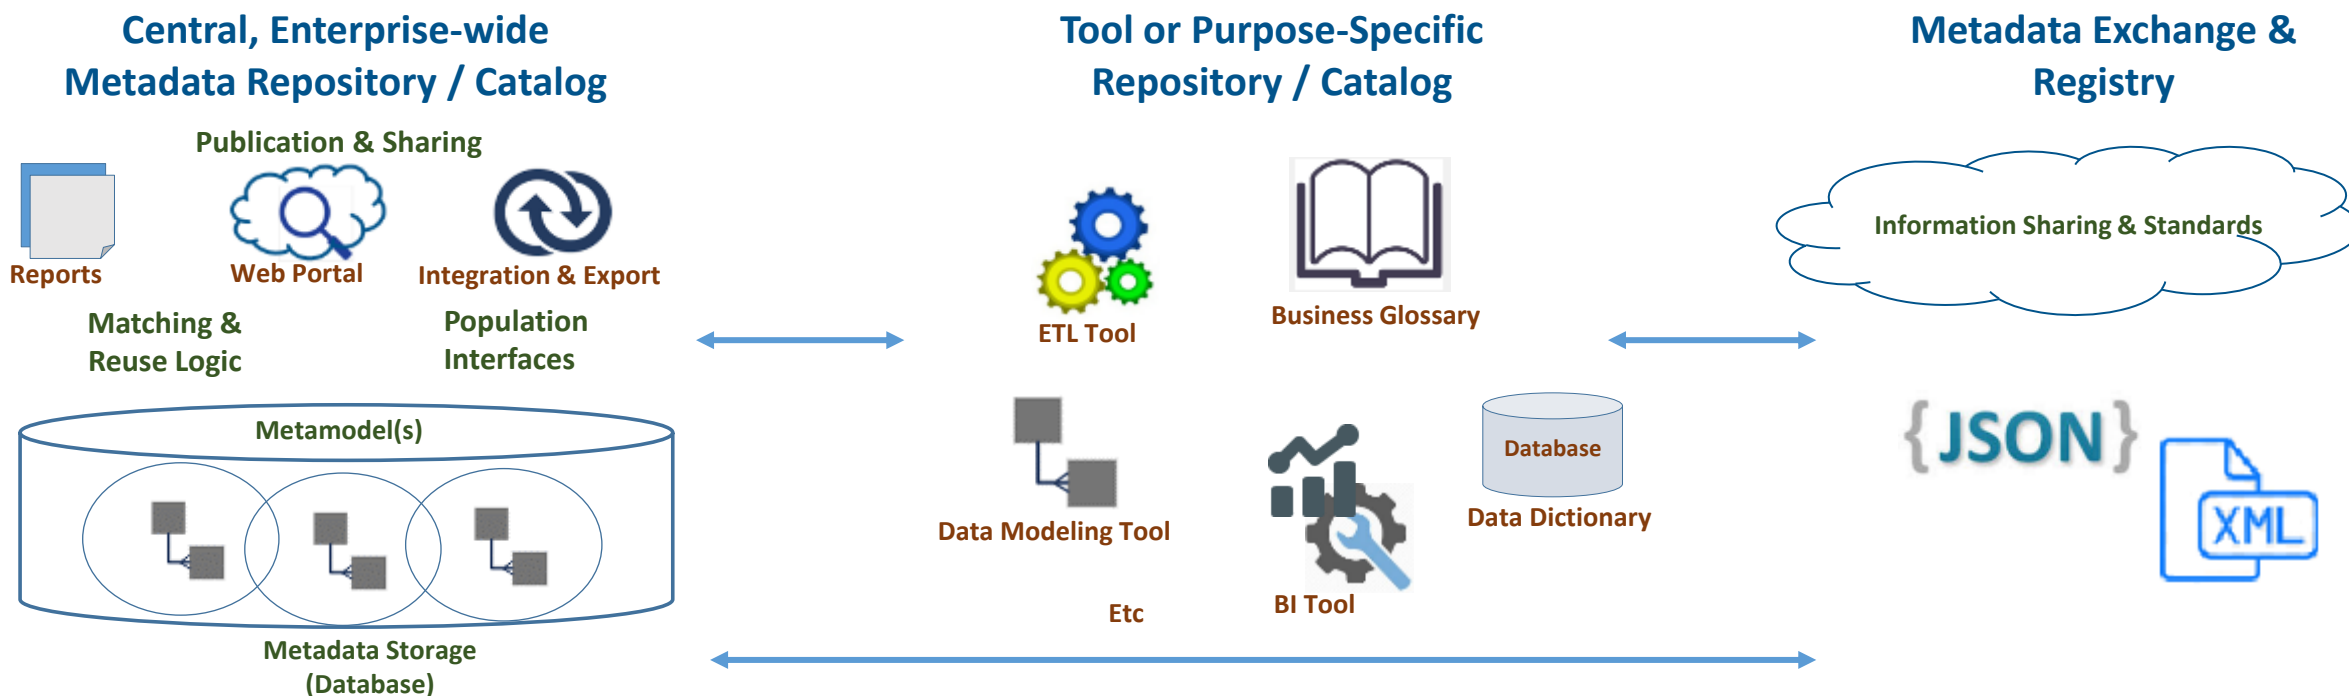 Central, Enterprise-wide
Metadata Repository / Catalog
Publication & Sharing
Reports
Web Portal
Integration & Export
Matching &
Reuse Logic
Population
Interfaces
Metamodel(s)
Metadata Storage
(Database)
Tool or Purpose-Specific
Repository / Catalog
ETL Tool
Business Glossary
Data Modeling Tool
BI Tool
Database
Data Dictionary
Etc
Metadata Exchange &
Registry
Information Sharing & Standards
{JSON}
XML